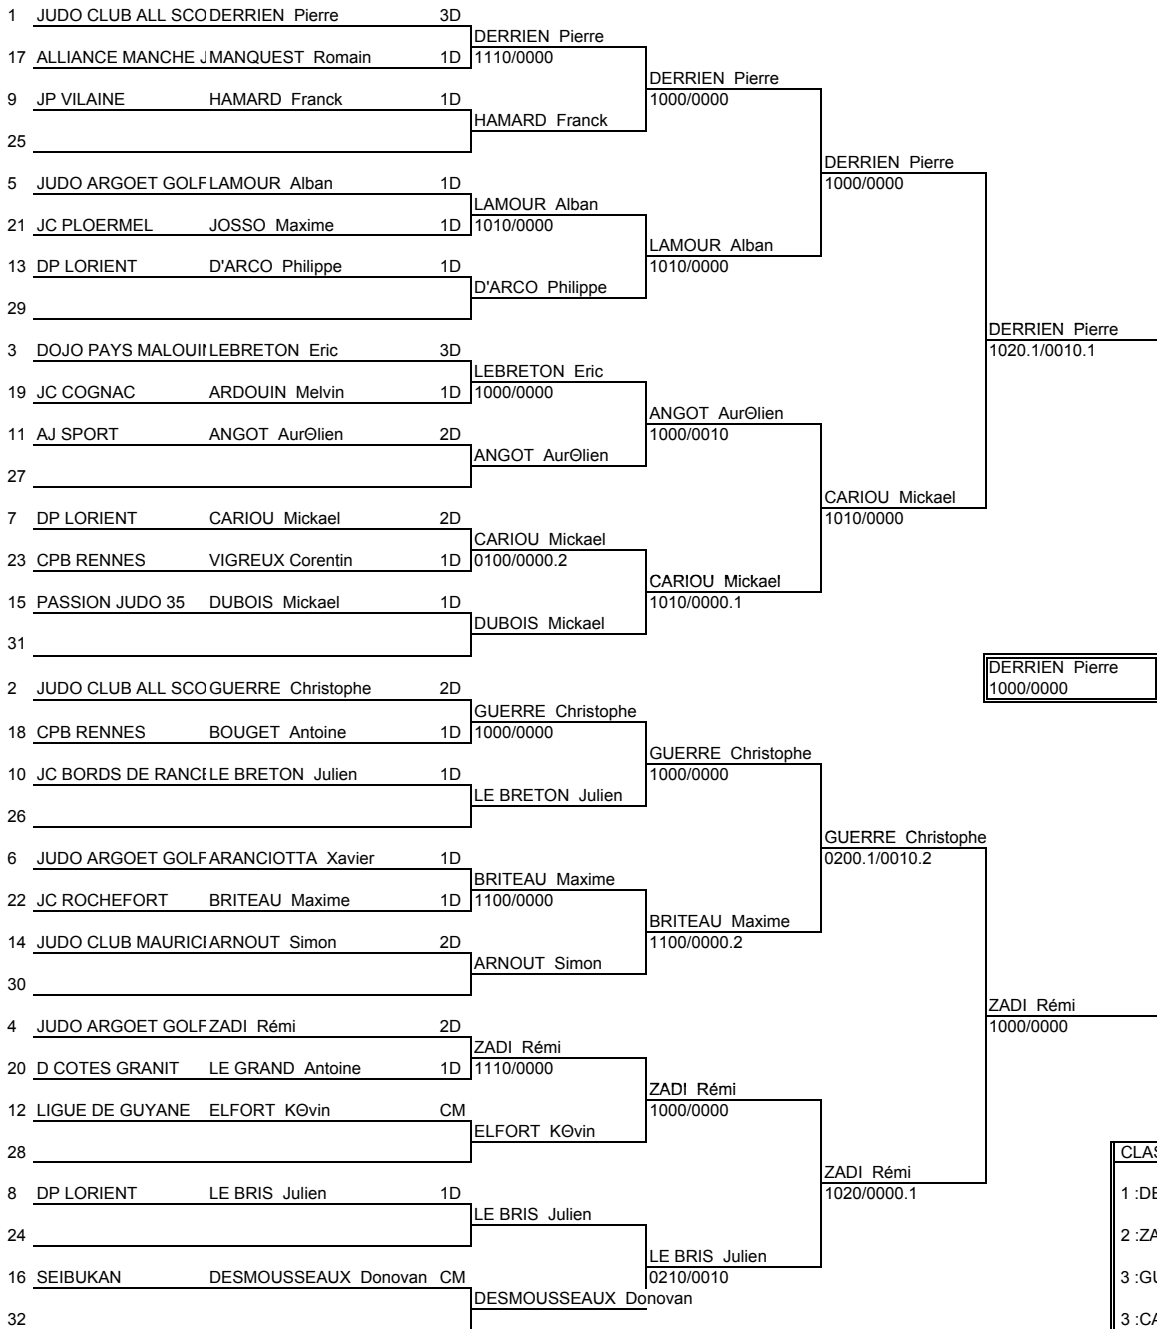 1 JUDO CLUB ALL SCO DERRIEN Pierre 3D
DERRIEN Pierre
17 ALLIANCE MANCHE J MANQUEST Romain 1D 1110/0000
DERRIEN Pierre
9 JP VILAINE HAMARD Franck 1D 1000/0000
HAMARD Franck
25
DERRIEN Pierre
5 JUDO ARGOET GOLF LAMOUR Alban 1D 1000/0000
LAMOUR Alban
21 JC PLOERMEL JOSSO Maxime 1D 1010/0000
LAMOUR Alban
13 DP LORIENT D'ARCO Philippe 1D 1010/0000
D'ARCO Philippe
29
DERRIEN Pierre
3 DOJO PAYS MALOUI LEBRETON Eric 3D 1020.1/0010.1
LEBRETON Eric
19 JC COGNAC ARDOUIN Melvin 1D 1000/0000
ANGOT AurΘlien
11 AJ SPORT ANGOT AurΘlien 2D 1000/0010
ANGOT AurΘlien
27
CARIOU Mickael
7 DP LORIENT CARIOU Mickael 2D 1010/0000
CARIOU Mickael
23 CPB RENNES VIGREUX Corentin 1D 0100/0000.2
CARIOU Mickael
15 PASSION JUDO 35 DUBOIS Mickael 1D 1010/0000.1
DUBOIS Mickael
31
DERRIEN Pierre
2 JUDO CLUB ALL SCO GUERRE Christophe 2D 1000/0000
GUERRE Christophe
18 CPB RENNES BOUGET Antoine 1D 1000/0000
GUERRE Christophe
10 JC BORDS DE RANCE LE BRETON Julien 1D 1000/0000
LE BRETON Julien
26
GUERRE Christophe
6 JUDO ARGOET GOLF ARANCIOTTA Xavier 1D 0200.1/0010.2
BRITEAU Maxime
22 JC ROCHEFORT BRITEAU Maxime 1D 1100/0000
BRITEAU Maxime
14 JUDO CLUB MAURICI ARNOUT Simon 2D 1100/0000.2
ARNOUT Simon
30
ZADI Rémi
4 JUDO ARGOET GOLF ZADI Rémi 2D 1000/0000
ZADI Rémi
20 D COTES GRANIT LE GRAND Antoine 1D 1110/0000
ZADI Rémi
12 LIGUE DE GUYANE ELFORT KΘvin CM 1000/0000
ELFORT KΘvin
28
CLAS
ZADI Rémi
8 DP LORIENT LE BRIS Julien 1D 1020/0000.1 1 :DE
LE BRIS Julien
24 2 :ZA
LE BRIS Julien
16 SEIBUKAN DESMOUSSEAUX Donovan CM 0210/0010 3 :GU
DESMOUSSEAUX Donovan
32 3 :CA